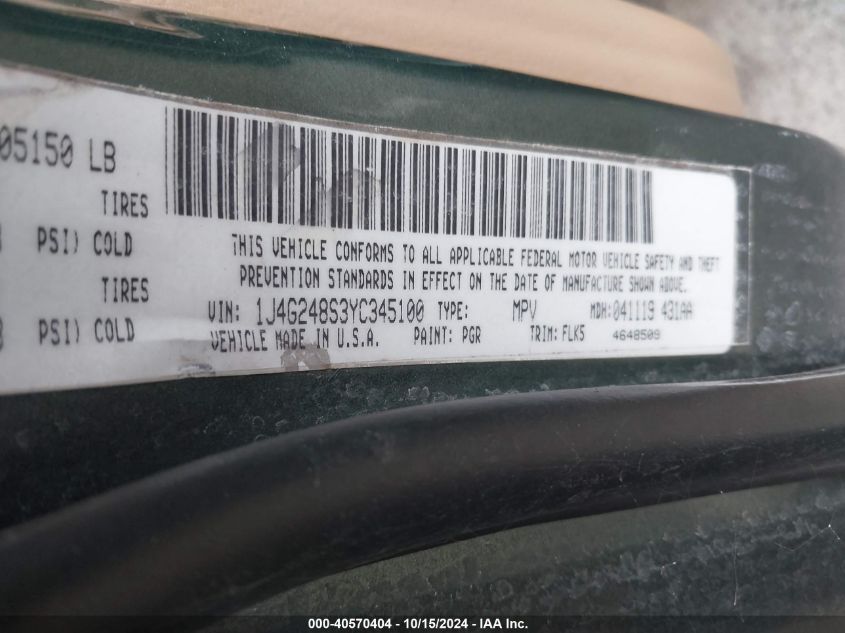 05150 LB
TIRES
PSI) COLD
TIRES
PSI) COLD
THIS VEHICLE CONFORMS TO ALL APPLICABLE FEDERAL MOTOR VEHICLE SAFETY AND THEFT
PREVENTION STANDARDS IN EFFECT ON THE DATE OF MANUFACTURE SHOWN ABOVE.
VIN: 1J4G248S3YC345100 TYPE: MPV MDH:041119 431AA
VEHICLE MADE IN U.S.A. PAINT: PGR TRIM: FLK5 4648509
000-40570404 - 10/15/2024 - IAA Inc.